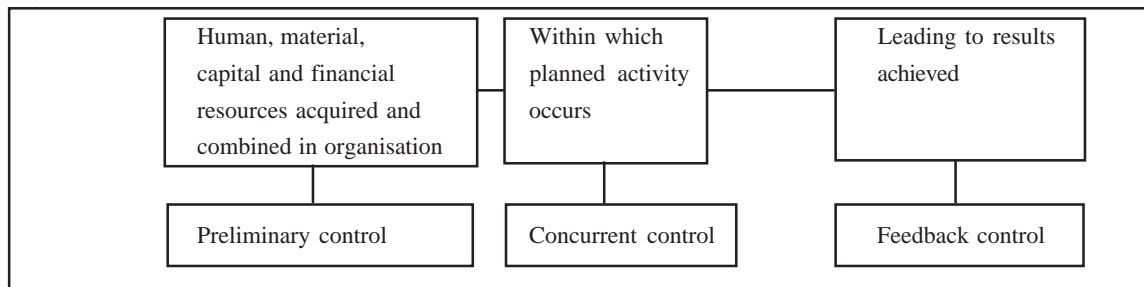 Human, material,
capital and financial
resources acquired and
combined in organisation
Within which
planned activity
occurs
Leading to results
achieved
Preliminary control
Concurrent control
Feedback control